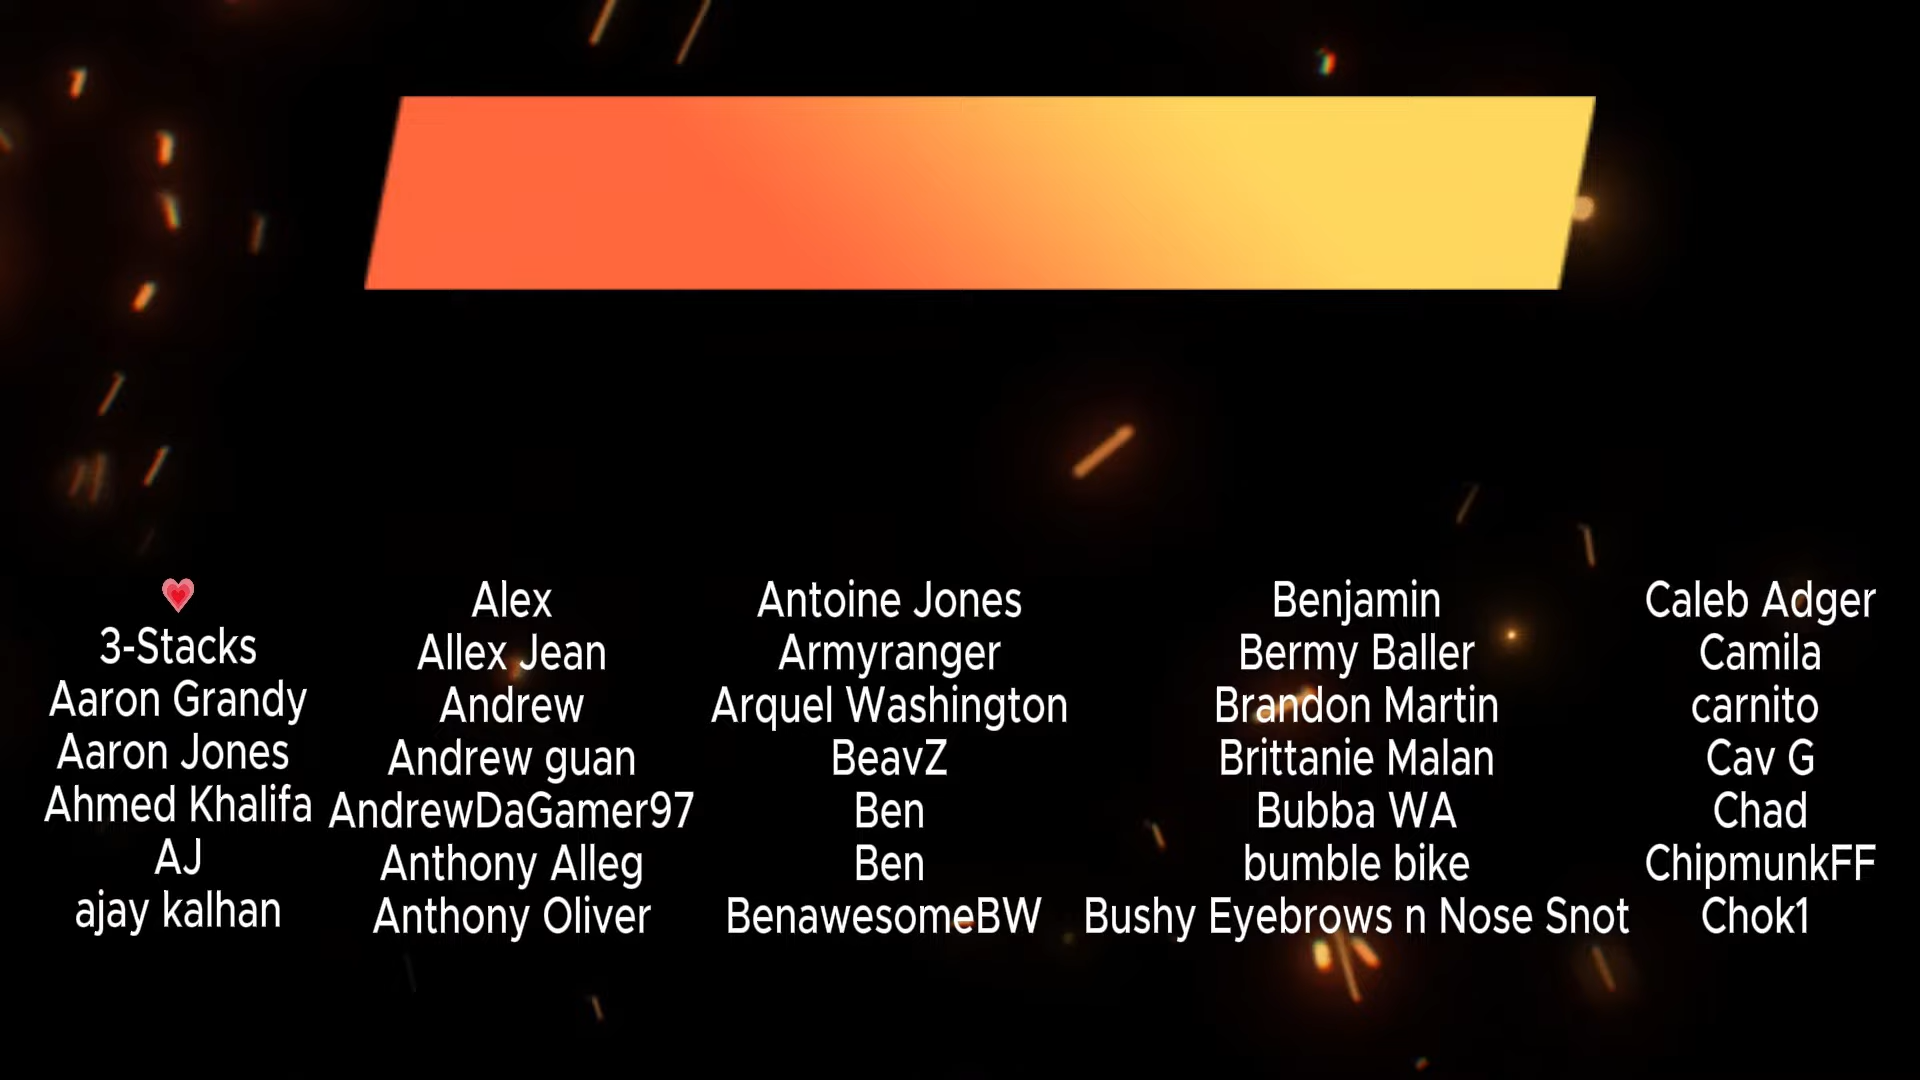 💗
3-Stacks
Aaron Grandy
Aaron Jones
Ahmed Khalifa
AJ
ajay kalhan
Alex
Allex Jean
Andrew
Andrew guan
AndrewDaGamer97
Anthony Alleg
Anthony Oliver
Antoine Jones
Armyranger
Arquel Washington
BeavZ
Ben
Ben
BenawesomeBW
Benjamin
Bermy Baller
Brandon Martin
Brittanie Malan
Bubba WA
bumble bike
Bushy Eyebrows n Nose Snot
Caleb Adger
Camila
carnito
Cav G
Chad
ChipmunkFF
Chok1